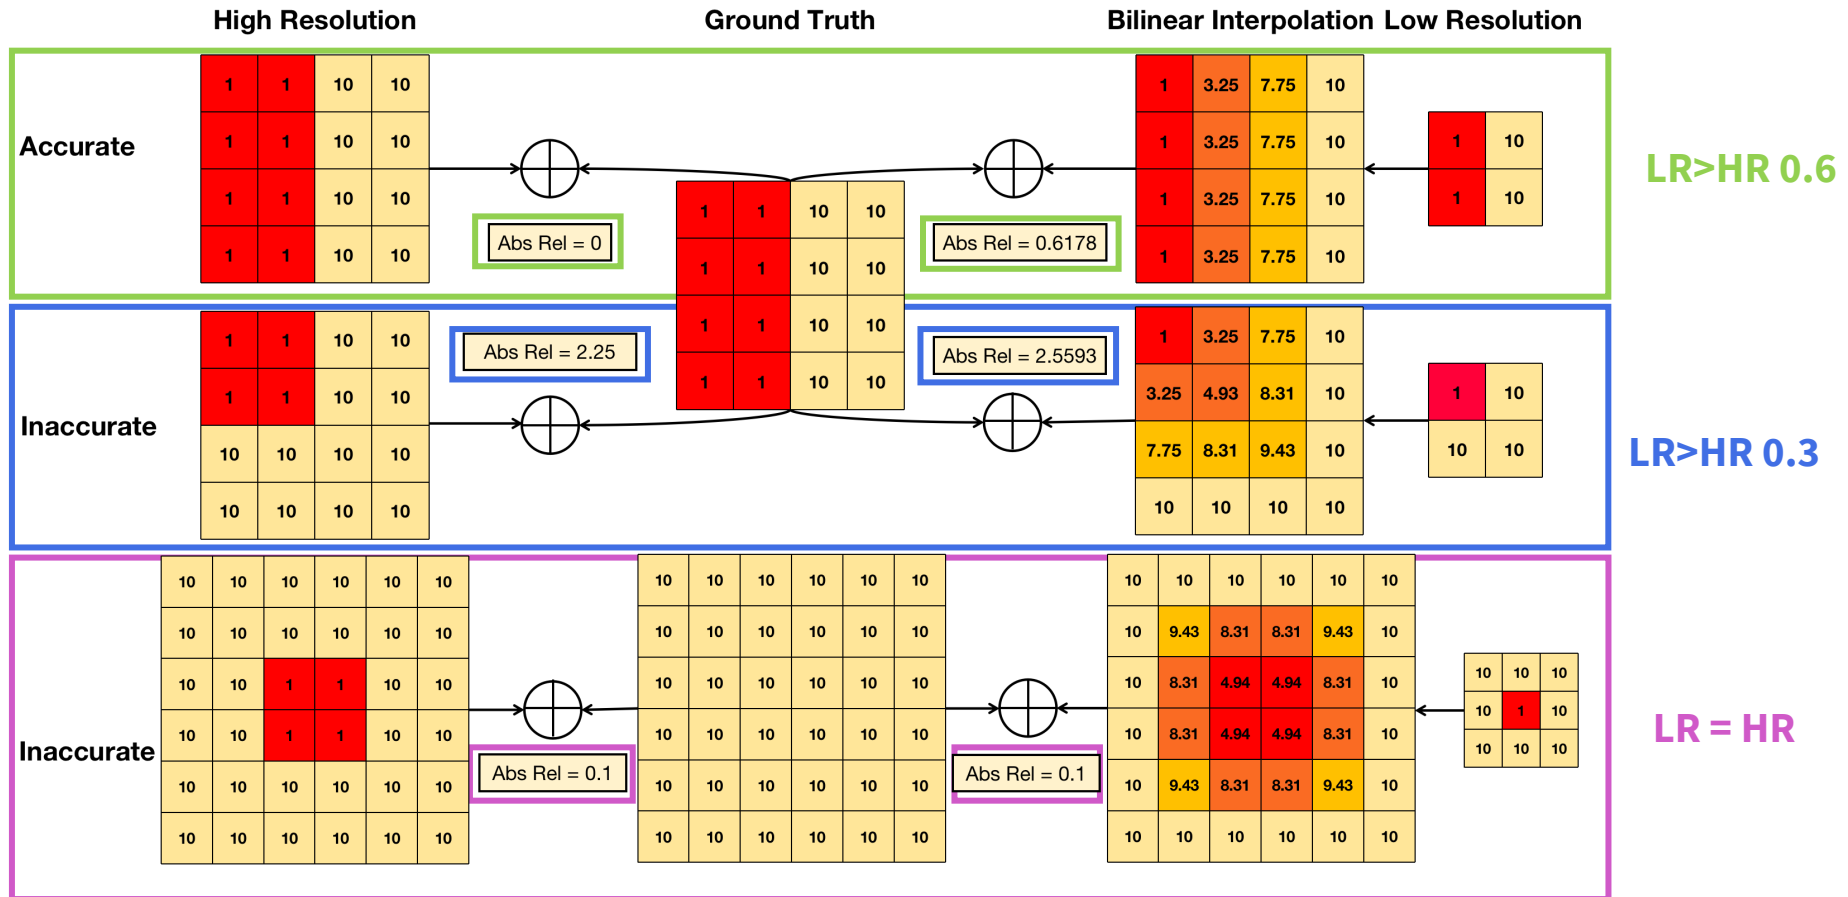 High Resolution Ground Truth Bilinear Interpolation Low Resolution
Accurate
1 1 10 10
1 1 10 10
1 1 10 10
1 1 10 10
Abs Rel = 0
1 1 10 10
1 1 10 10
1 1 10 10
1 1 10 10
Abs Rel = 0.6178
1 3.25 7.75 10
1 3.25 7.75 10
1 3.25 7.75 10
1 3.25 7.75 10
1 10
1 10
LR>HR 0.6
Inaccurate
1 1 10 10
1 1 10 10
10 10 10 10
10 10 10 10
Abs Rel = 2.25
Abs Rel = 2.5593
1 3.25 7.75 10
3.25 4.93 8.31 10
7.75 8.31 9.43 10
10 10 10 10
1 10
10 10
LR>HR 0.3
Inaccurate
10 10 10 10 10 10
10 10 10 10 10 10
10 10 1 1 10 10
10 10 1 1 10 10
10 10 10 10 10 10
10 10 10 10 10 10
Abs Rel = 0.1
10 10 10 10 10 10
10 10 10 10 10 10
10 10 10 10 10 10
10 10 10 10 10 10
10 10 10 10 10 10
10 10 10 10 10 10
Abs Rel = 0.1
10 10 10 10 10 10
10 9.43 8.31 8.31 9.43 10
10 8.31 4.94 4.94 8.31 10
10 8.31 4.94 4.94 8.31 10
10 9.43 8.31 8.31 9.43 10
10 10 10 10 10 10
10 10 10
10 1 10
10 10 10
LR = HR